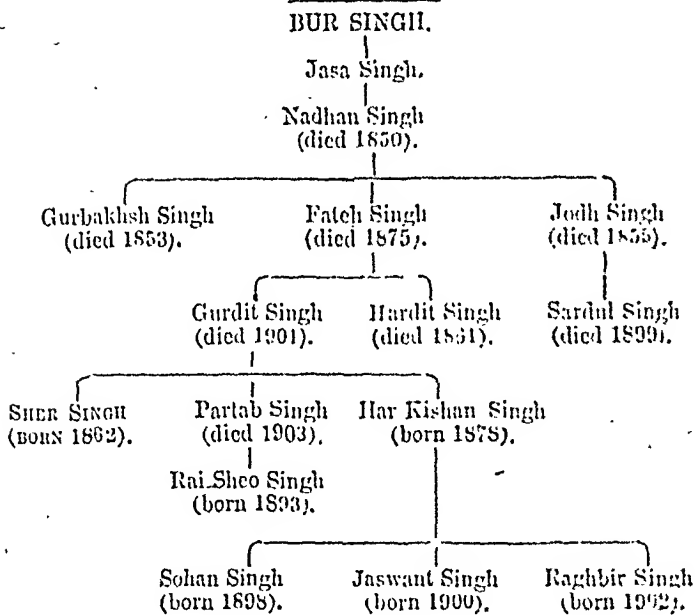 BUR SINGH.
Jasa Singh.
Nadhan Singh
(died 1850).
Gurbakhsh Singh Fateh Singh Jodh Singh
(died 1853). (died 1875). (died 1855).
Gurdit Singh Hardit Singh Sardul Singh
(died 1901). (died 1861). (died 1899).
SHER SINGH Partab Singh Har Kishan Singh
(BORN 1862). (died 1903). (born 1878).
Rai Sheo Singh
(born 1893).
Sohan Singh Jaswant Singh Raghbir Singh
(born 1898). (born 1900). (born 1902).